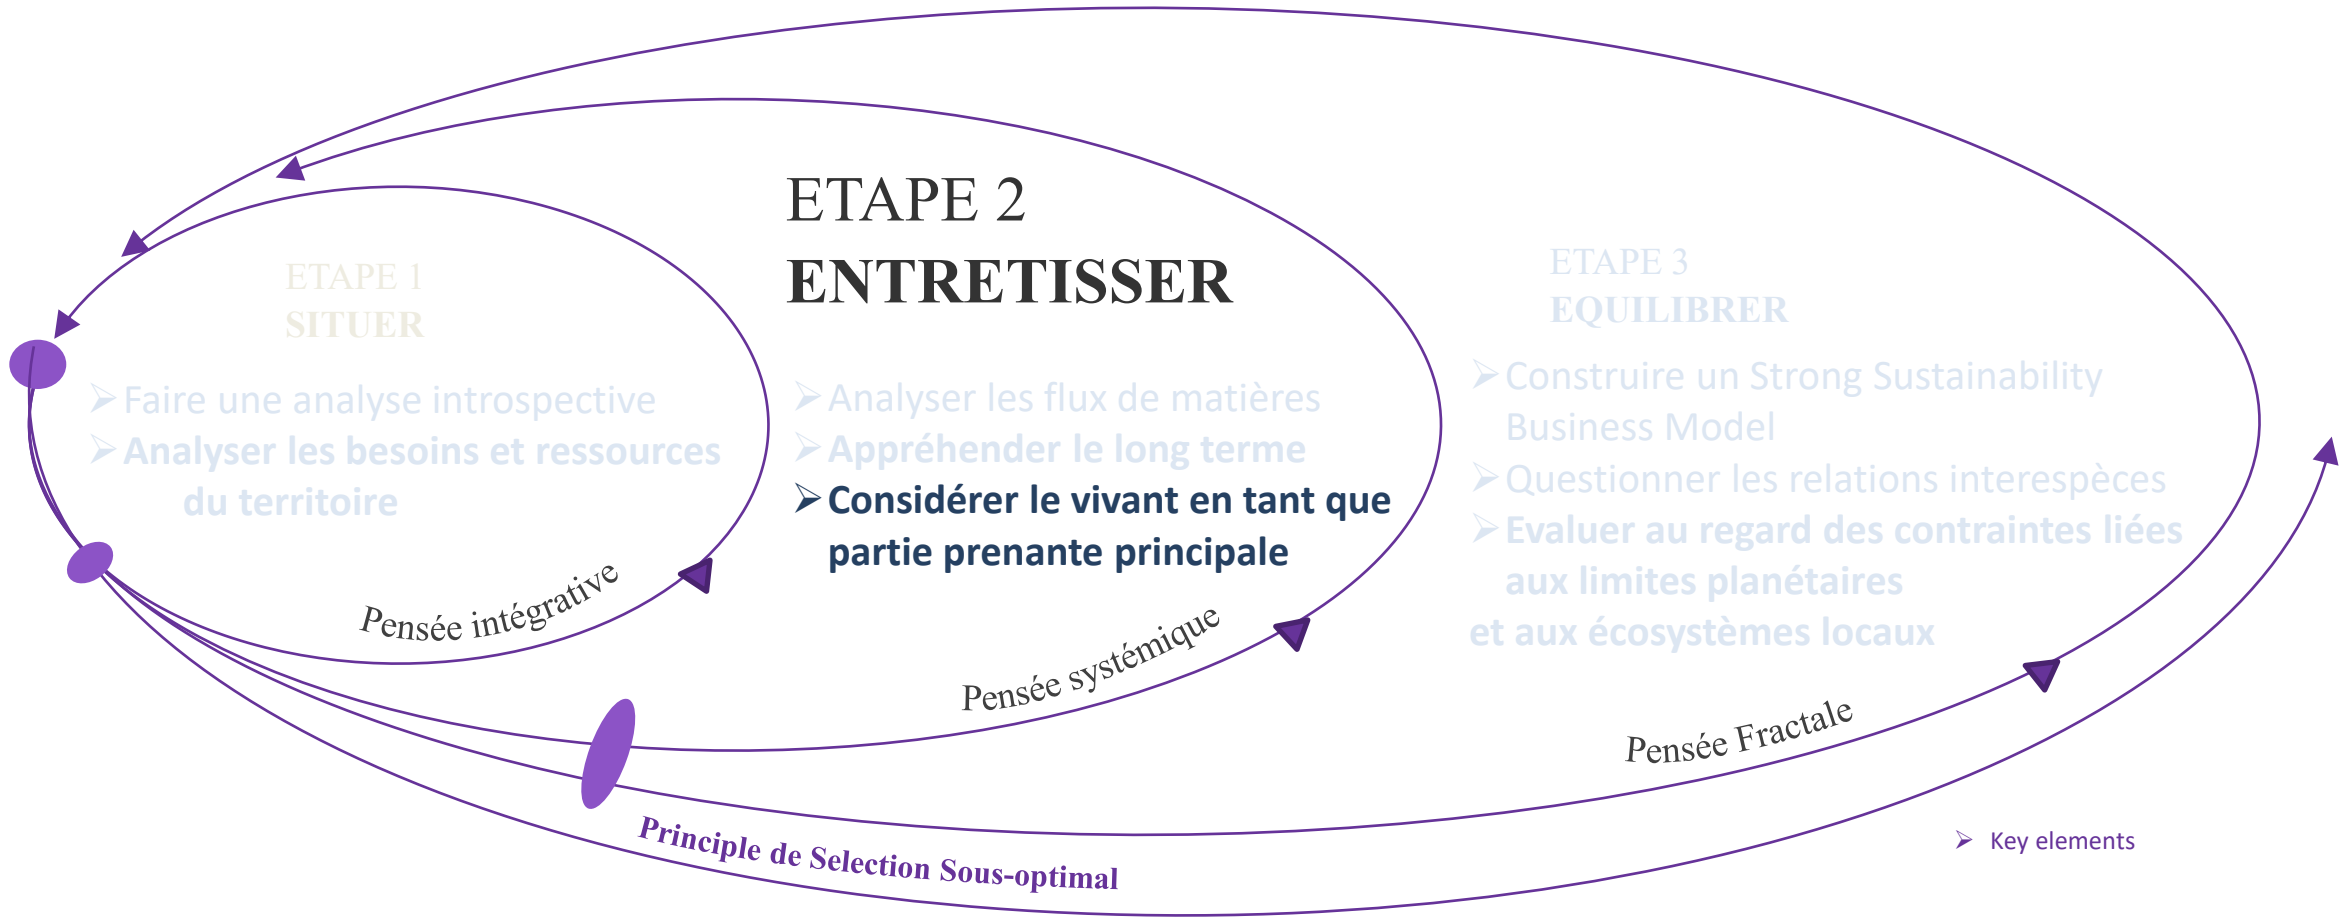 ETAPE 1
SITUER
➢Faire une analyse introspective
➢Analyser les besoins et ressources
du territoire
Pensée intégrative
ETAPE 2
ENTRETISSER
➢Analyser les flux de matières
➢Appréhender le long terme
➢Considérer le vivant en tant que
partie prenante principale
Pensée systémique
ETAPE 3
EQUILIBRER
➢Construire un Strong Sustainability
Business Model
➢Questionner les relations interespèces
➢Evaluer au regard des contraintes liées
aux limites planétaires
et aux écosystèmes locaux
Pensée Fractale
Principle de Selection Sous-optimal
➢ Key elements